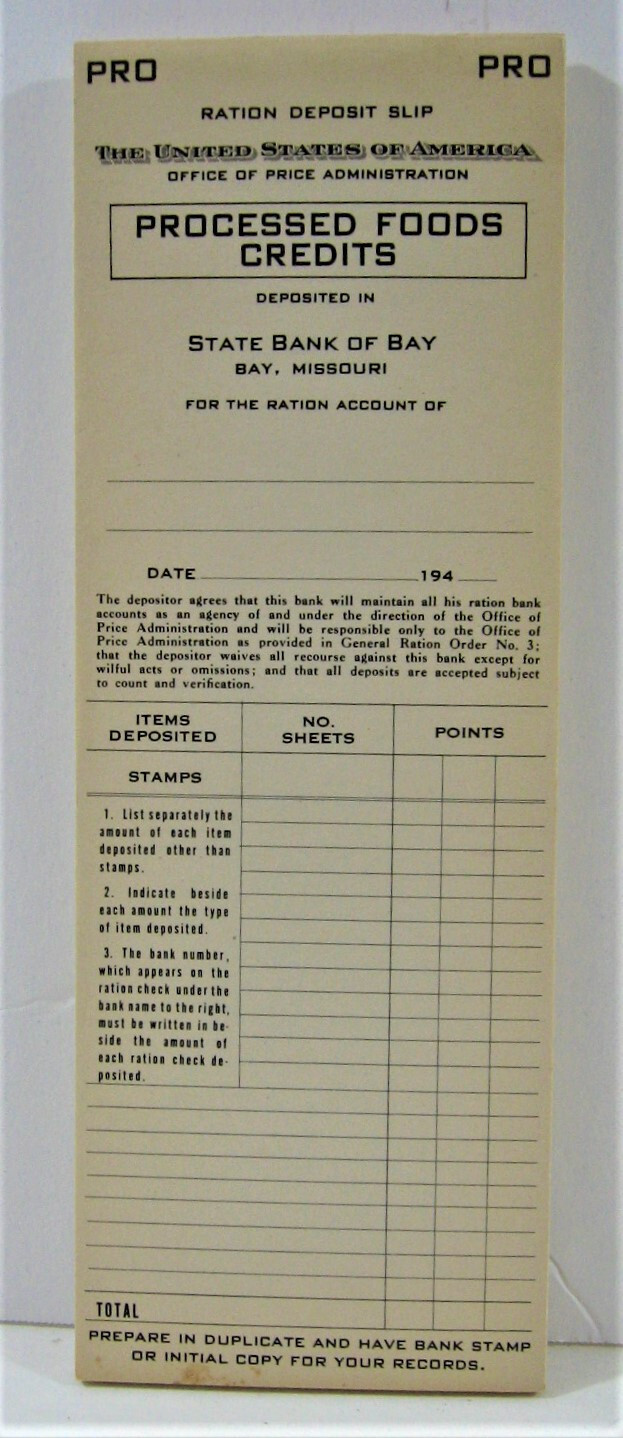 PRO PRO
RATION DEPOSIT SLIP
THE UNITED STATES OF AMERICA
OFFICE OF PRICE ADMINISTRATION
PROCESSED FOODS
CREDITS
DEPOSITED IN
STATE BANK OF BAY
BAY, MISSOURI
FOR THE RATION ACCOUNT OF
DATE 194
The depositor agrees that this bank will maintain all his ration bank
accounts as an agency of and under the direction of the Office of
Price Administration and will be responsible only to the Office of
Price Administration as provided in General Ration Order No. 3;
that the depositor waives all recourse against this bank except for
wilful acts or omissions; and that all deposits are accepted subject
to count and verification.
ITEMS
DEPOSITED
NO.
SHEETS
POINTS
STAMPS
1. List separately the
amount of each item
deposited other than
stamps.
2. Indicate beside
each amount the type
of item deposited.
3. The bank number,
which appears on the
ration check under the
bank name to the right,
must be written in be-
side the amount of
each ration check de-
posited.
TOTAL
PREPARE IN DUPLICATE AND HAVE BANK STAMP
OR INITIAL COPY FOR YOUR RECORDS.